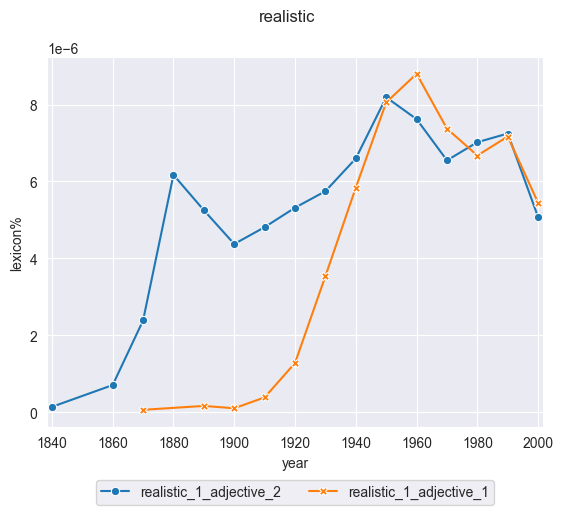 realistic
1e−6
8
6
4
2
0
lexicon%
1840 1860 1880 1900 1920 1940 1960 1980 2000
year
realistic_1_adjective_2 realistic_1_adjective_1